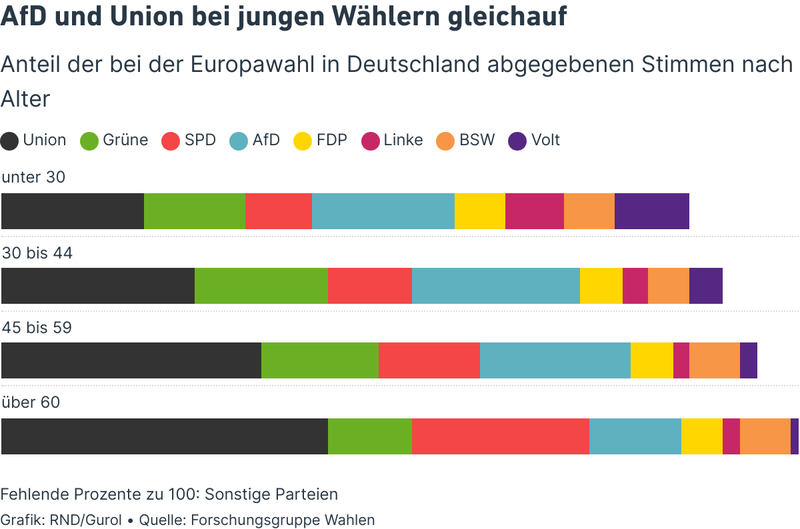 AfD und Union bei jungen Wählern gleichauf
Anteil der bei der Europawahl in Deutschland abgegebenen Stimmen nach
Alter
Union Grüne SPD AfD FDP Linke BSW Volt
unter 30
30 bis 44
45 bis 59
über 60
Fehlende Prozente zu 100: Sonstige Parteien
Grafik: RND/Gurol • Quelle: Forschungsgruppe Wahlen